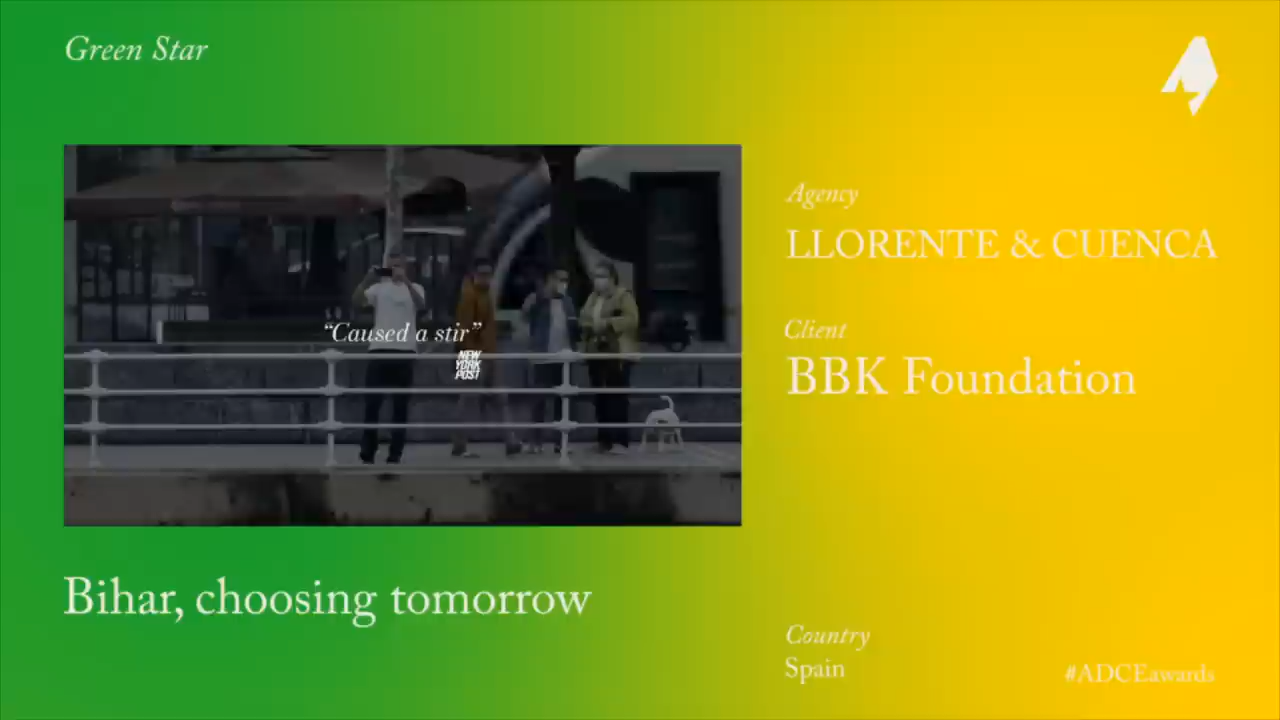 Green Star
“Caused a stir”
NEW
YORK
POST
Bihar, choosing tomorrow
Agency
LLORENTE & CUENCA
Client
BBK Foundation
Country
Spain
#ADCEawards